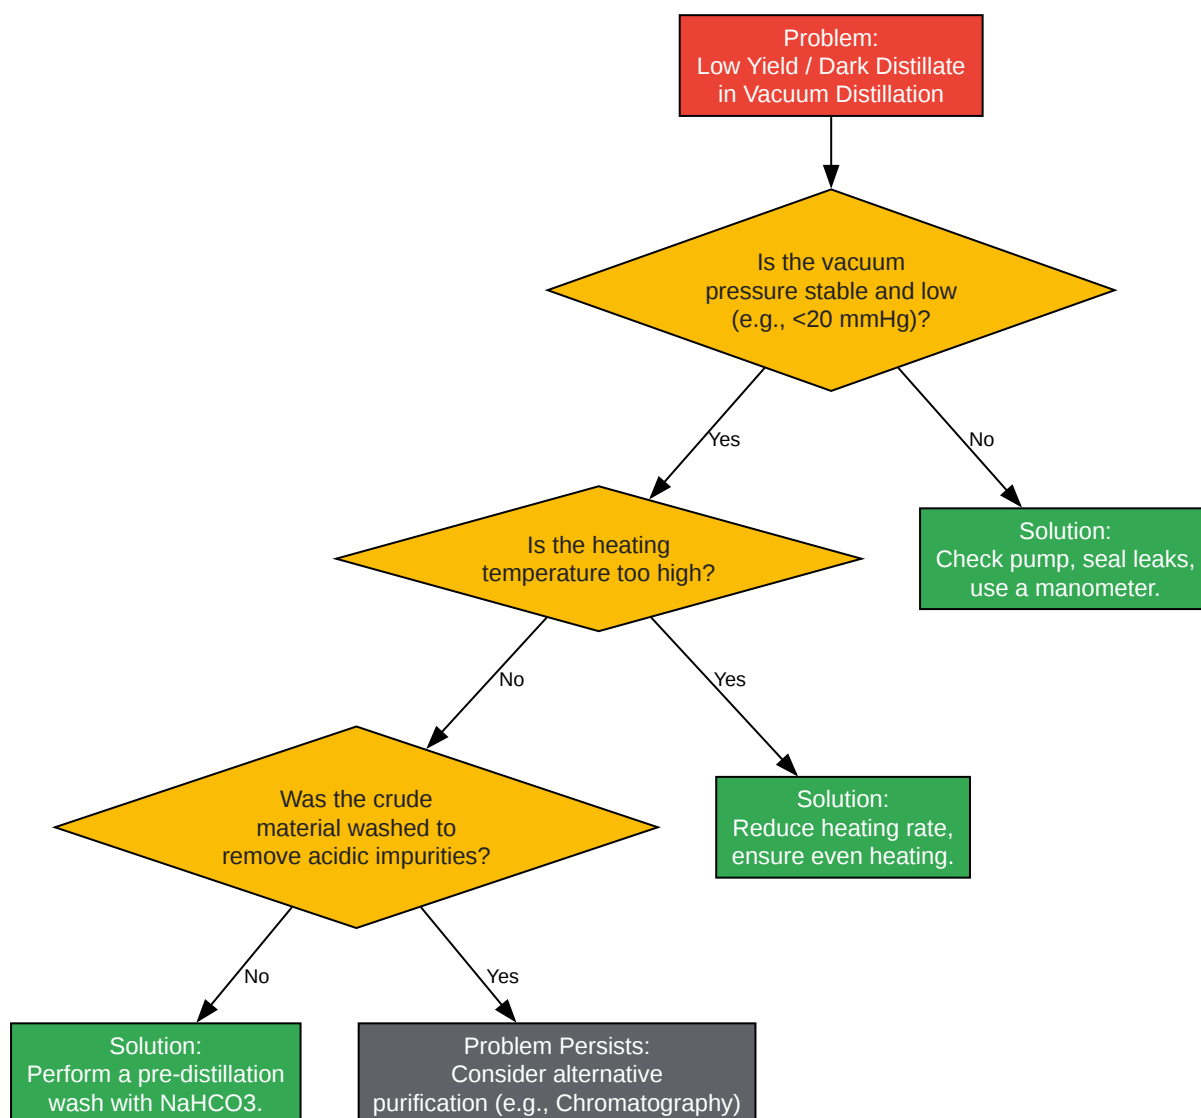 Problem:
Low Yield / Dark Distillate
in Vacuum Distillation
Is the vacuum
pressure stable and low
(e.g., <20 mmHg)?
Yes
No
Is the heating
temperature too high?
Solution:
Check pump, seal leaks,
use a manometer.
No
Yes
Was the crude
material washed to
remove acidic impurities?
Solution:
Reduce heating rate,
ensure even heating.
No
Yes
Solution:
Perform a pre-distillation
wash with NaHCO3.
Problem Persists:
Consider alternative
purification (e.g., Chromatography)